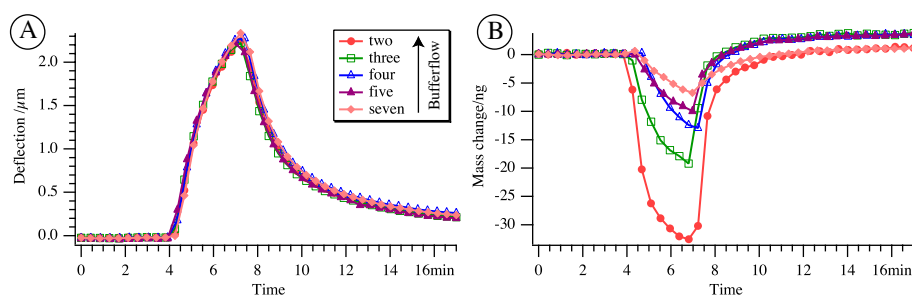 A
2.0
1.5
1.0
0.5
0.0
Deflection /µm
0 2 4 6 8 10 12 14 16min
Time
two
three
four
five
seven
Bufferflow
B
0
-5
-10
-15
-20
-25
-30
Mass change/ng
0 2 4 6 8 10 12 14 16min
Time